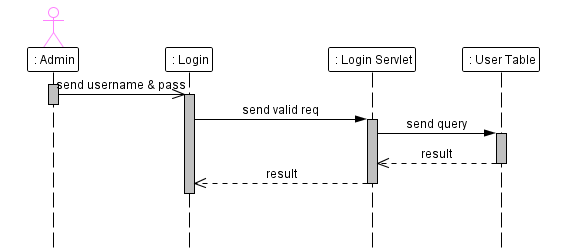 : Admin
: Login
: Login Servlet
: User Table
send username & pass
send valid req
send query
result
result